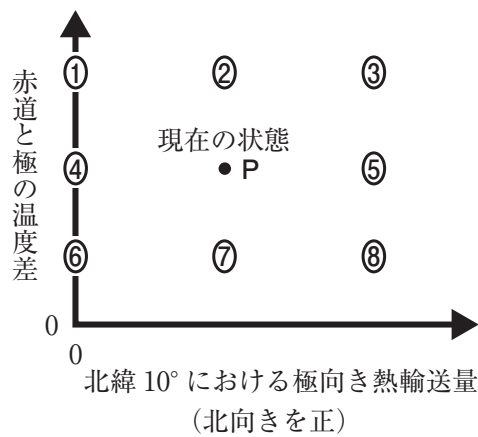 ① ② ③
赤道と極の温度差
現在の状態
④ P ⑤
⑥ ⑦ ⑧
0
0
北緯 10° における極向き熱輸送量
(北向きを正)